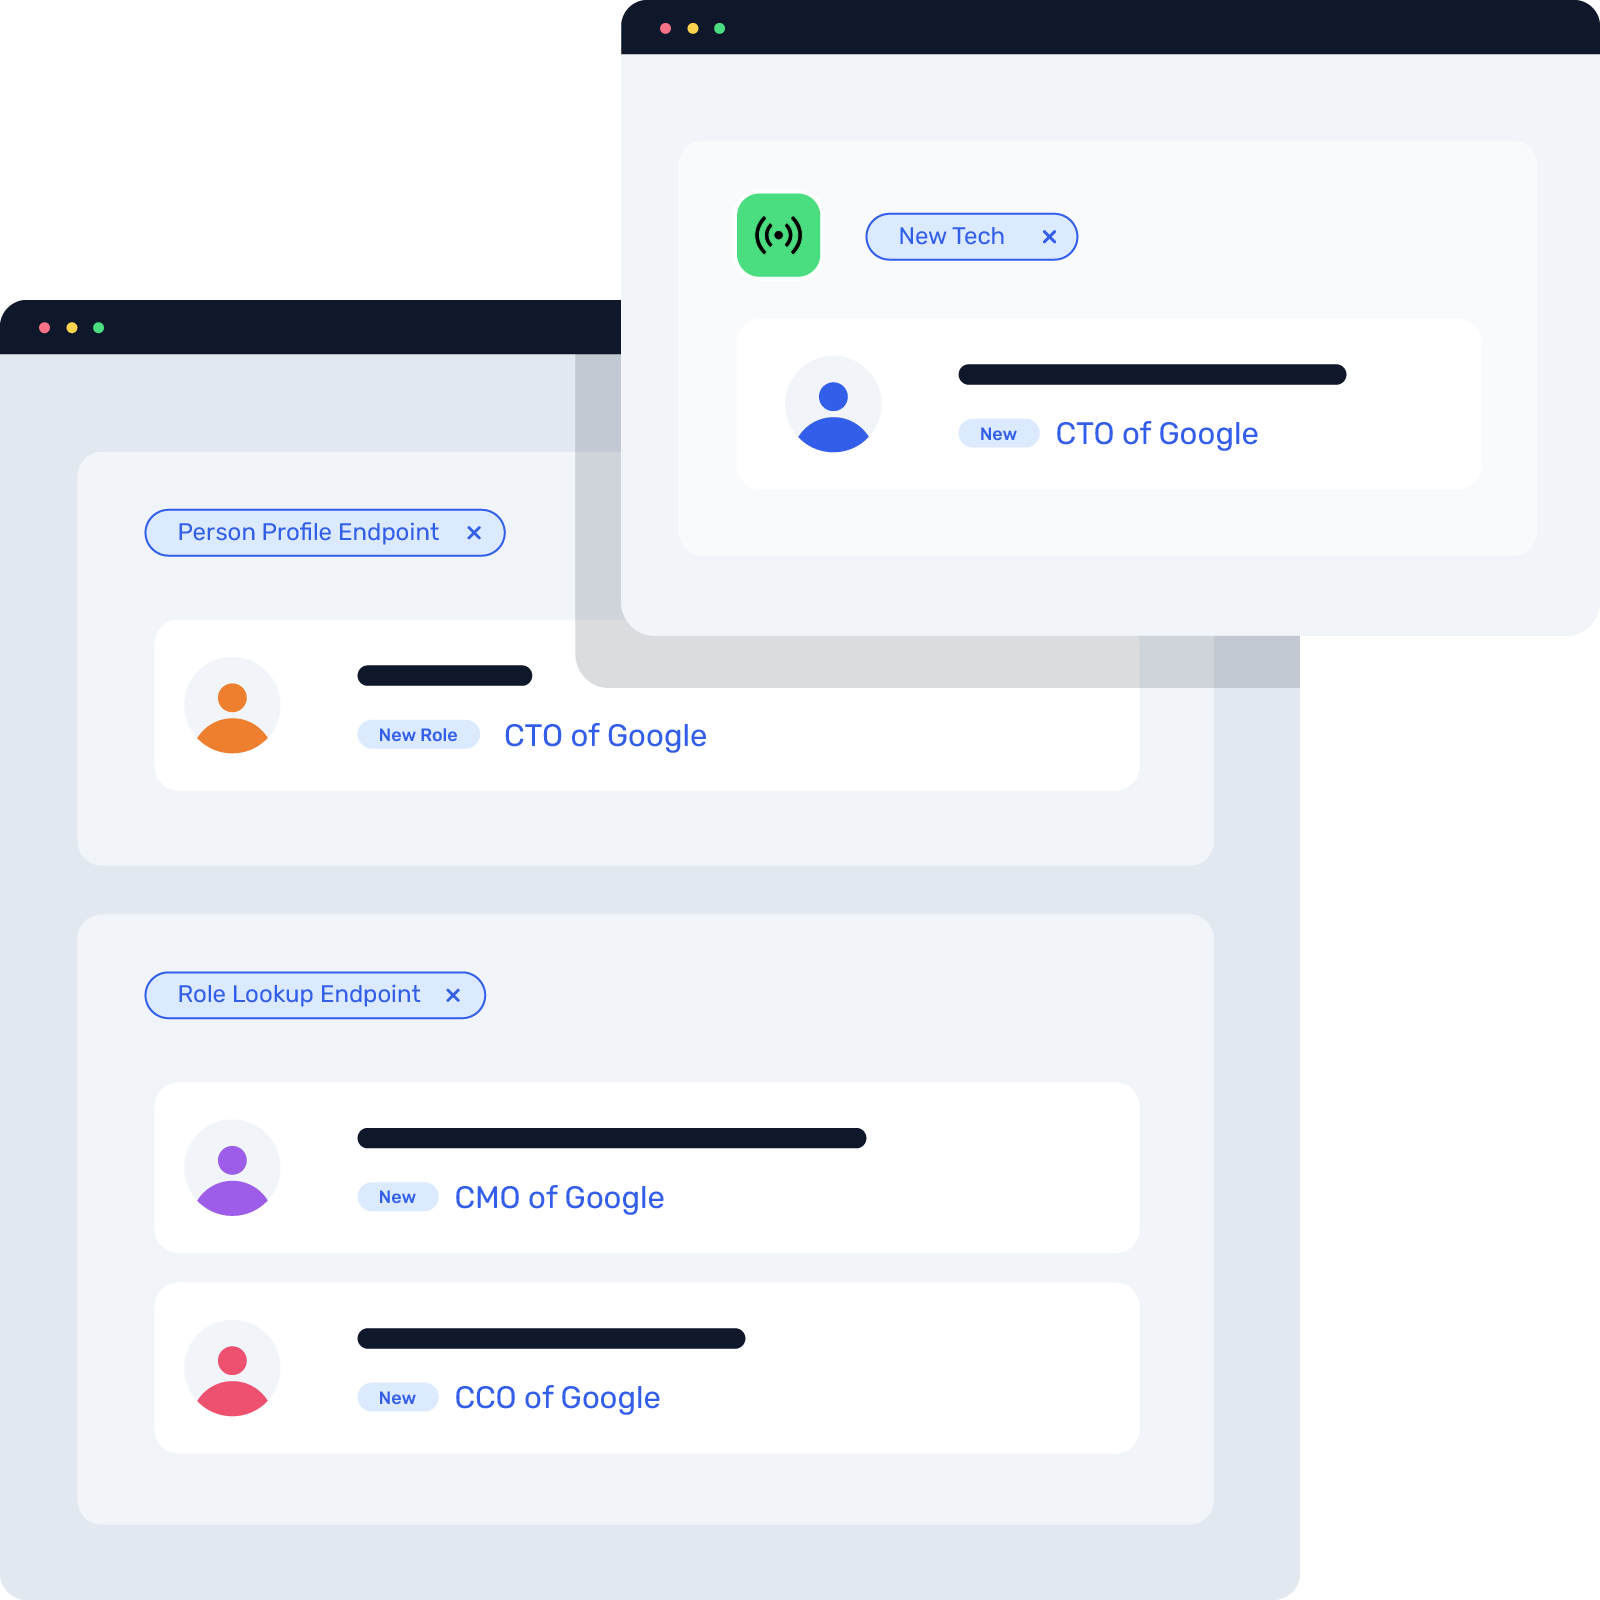 New Tech
New CTO of Google
Person Profile Endpoint
New Role CTO of Google
Role Lookup Endpoint
New CMO of Google
New CCO of Google